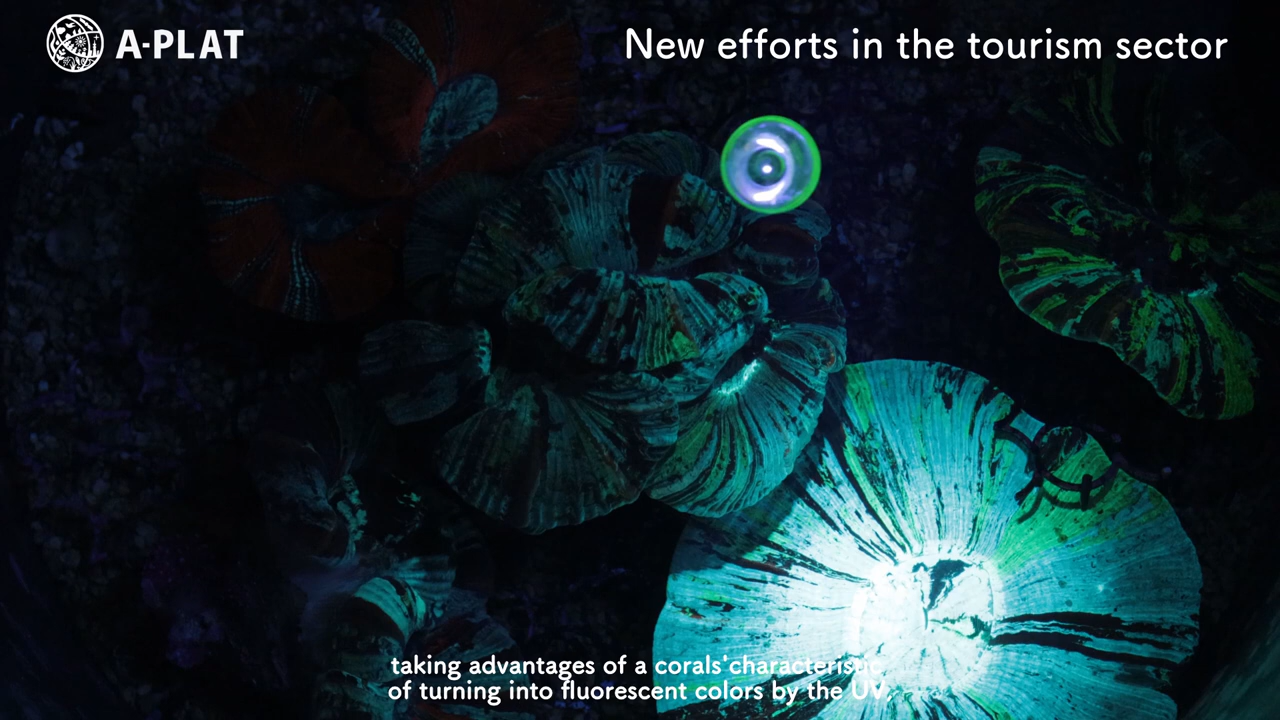 A-PLAT
New efforts in the tourism sector
taking advantages of a corals'characteristic
of turning into fluorescent colors by the UV.